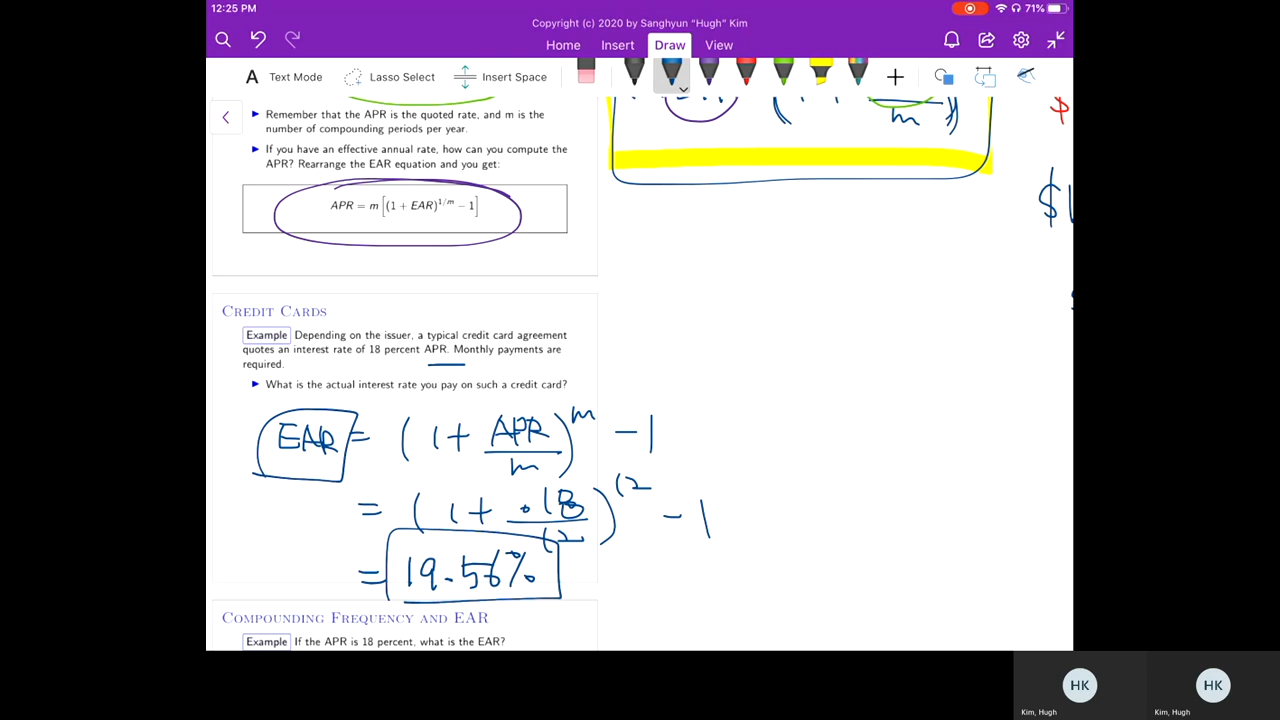 12:25 PM
71%
Copyright (c) 2020 by Sanghyun "Hugh" Kim
Home Insert Draw View
A Text Mode Lasso Select Insert Space
▶ Remember that the APR is the quoted rate, and m is the
number of compounding periods per year.
▶ If you have an effective annual rate, how can you compute the
APR? Rearrange the EAR equation and you get:
APR = m [(1 + EAR)^1/m − 1]
m
$1
CREDIT CARDS
Example Depending on the issuer, a typical credit card agreement
quotes an interest rate of 18 percent APR. Monthly payments are
required.
▶ What is the actual interest rate you pay on such a credit card?
EAR = (1 + APR/m)^m − 1
= (1 + .18/12)^12 − 1
= 19.56%
COMPOUNDING FREQUENCY AND EAR
Example If the APR is 18 percent, what is the EAR?
HK HK
Kim, Hugh Kim, Hugh